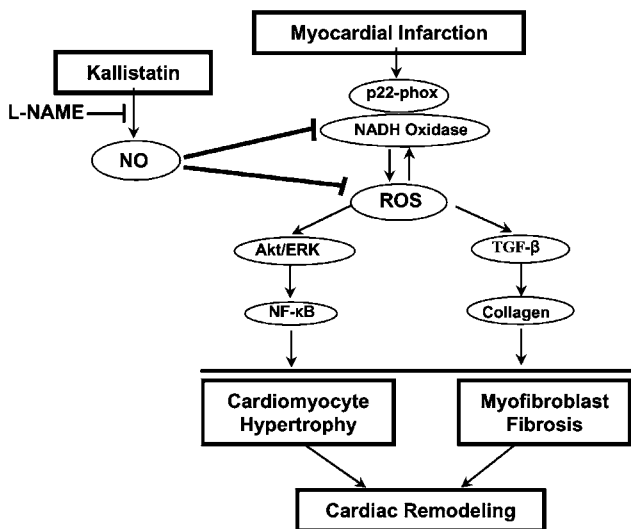 Myocardial Infarction
Kallistatin
p22-phox
L-NAME
NADH Oxidase
NO
ROS
Akt/ERK
TGF-β
NF-κB
Collagen
Cardiomyocyte
Hypertrophy
Myofibroblast
Fibrosis
Cardiac Remodeling